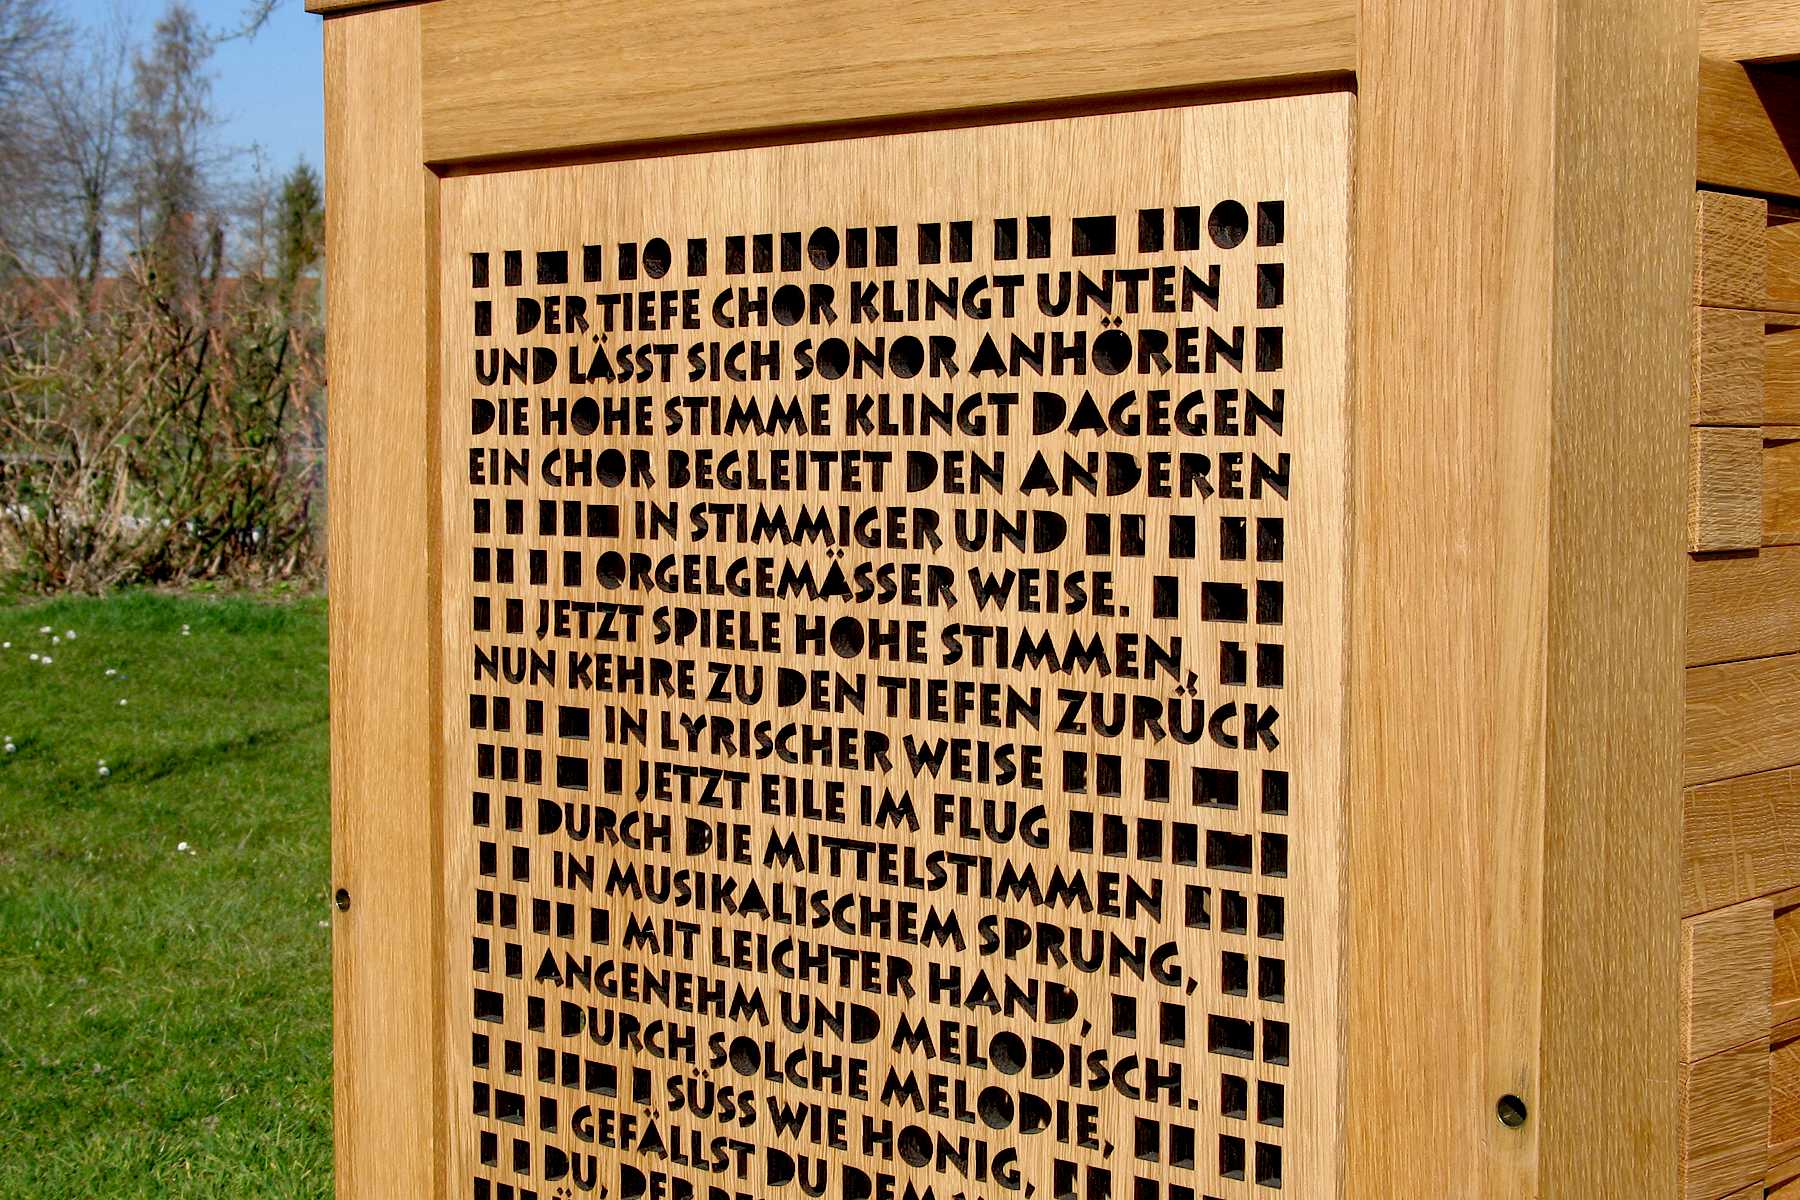 DER TIEFE CHOR KLINGT UNTEN
UND LÄSST SICH SONOR ANHÖREN
DIE HOHE STIMME KLINGT DAGEGEN
EIN CHOR BEGLEITET DEN ANDEREN
IN STIMMIGER UND
ORGELGEMÄSSER WEISE.
JETZT SPIELE HOHE STIMMEN,
NUN KEHRE ZU DEN TIEFEN ZURÜCK
IN LYRISCHER WEISE
JETZT EILE IM FLUG
DURCH DIE MITTELSTIMMEN
IN MUSIKALISCHEM SPRUNG,
MIT LEICHTER HAND,
ANGENEHM UND MELODISCH.
DURCH SOLCHE MELODIE,
SÜSS WIE HONIG,
GEFÄLLST DU DEM
DU, DER